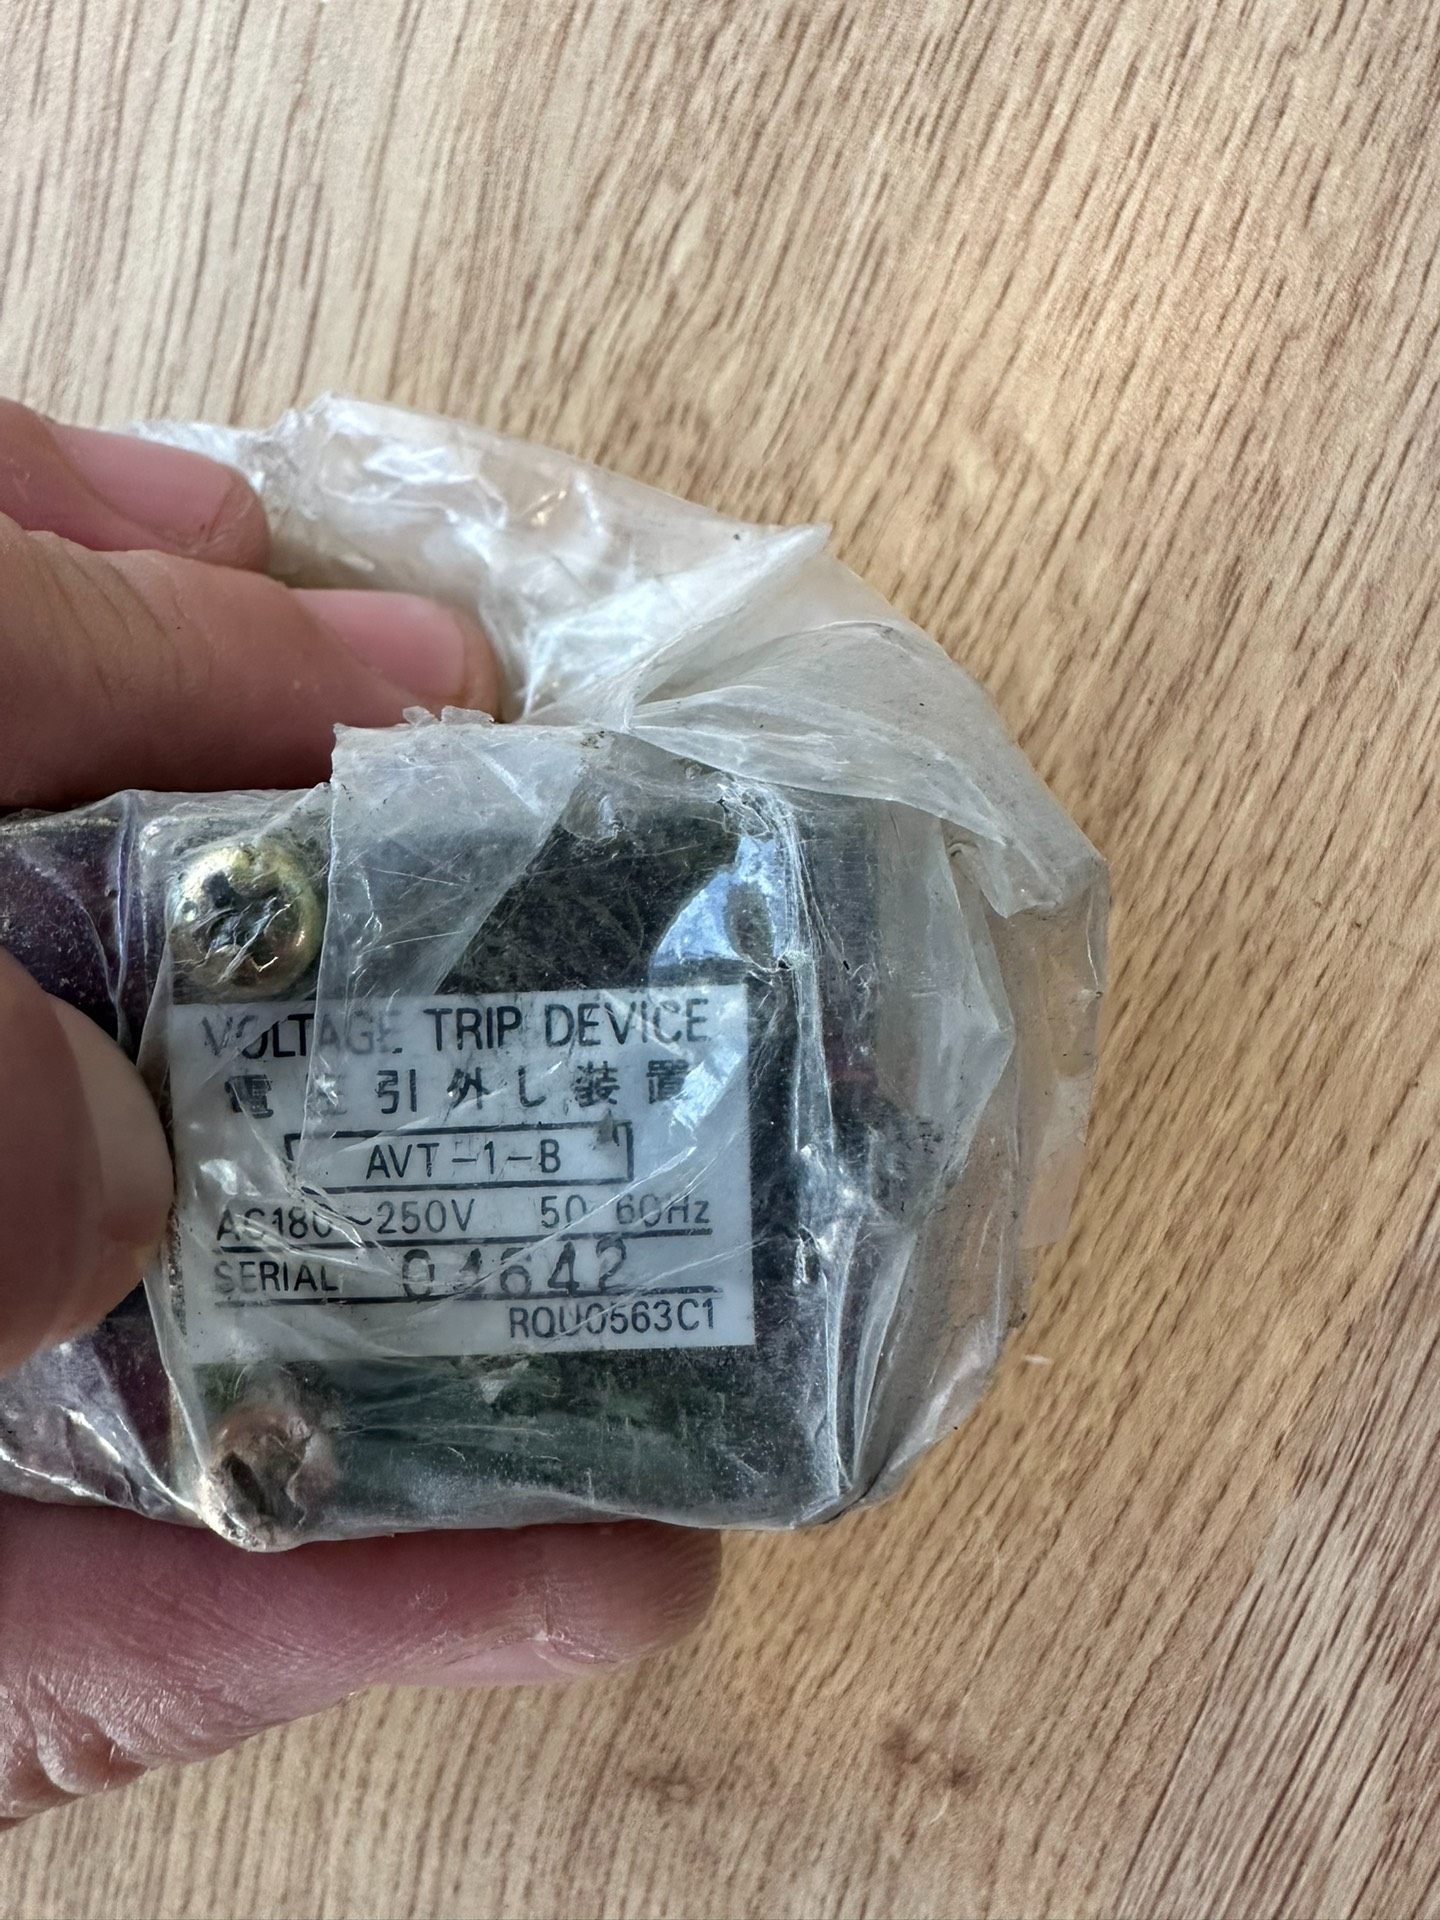 VOLTAGE TRIP DEVICE
電圧引外し装置
AVT-1-B
AC180~250V 50 60Hz
SERIAL 04642
RQU0563C1